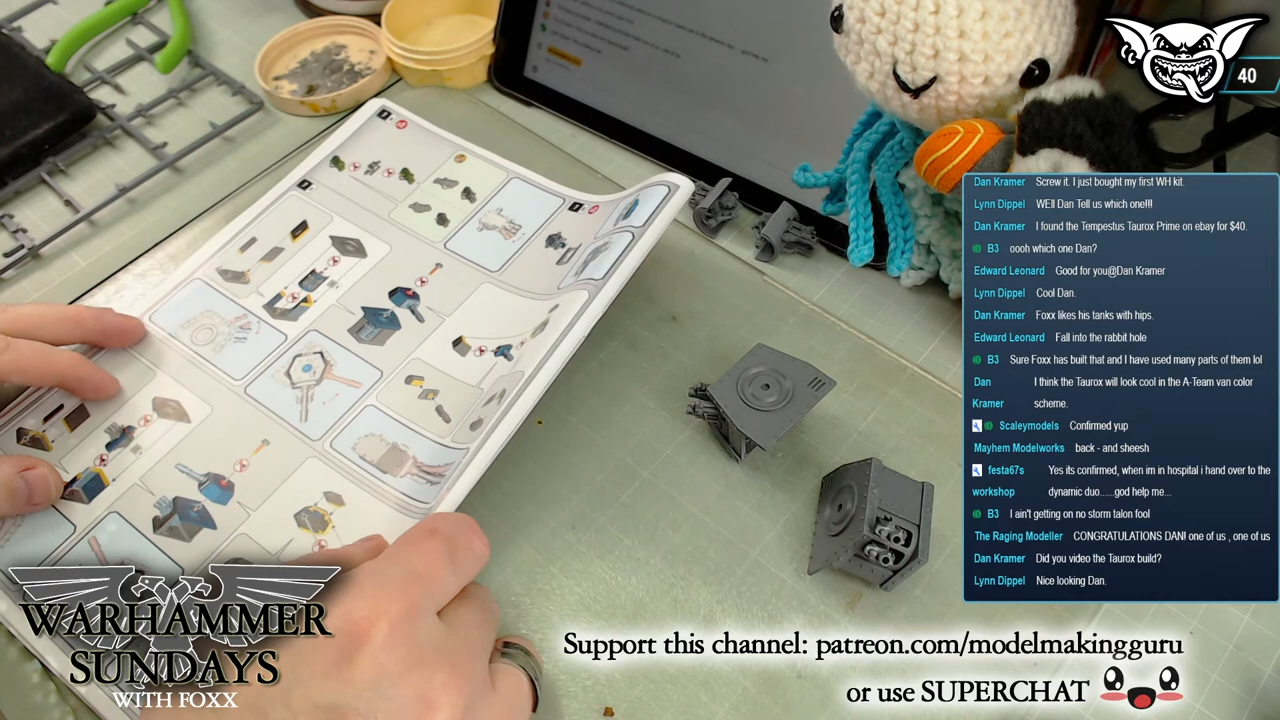 40
Dan Kramer Screw it. I just bought my first WH kit.
Lynn Dippel WEll Dan Tell us which one!!!
Dan Kramer I found the Tempestus Taurox Prime on ebay for $40.
B3 oooh which one Dan?
Edward Leonard Good for you@Dan Kramer
Lynn Dippel Cool Dan.
Dan Kramer Foxx likes his tanks with hips.
Edward Leonard Fall into the rabbit hole
B3 Sure Foxx has built that and I have used many parts of them lol
Dan I think the Taurox will look cool in the A-Team van color
Kramer scheme.
Scaleymodels Confirmed yup
Mayhem Modelworks back - and sheesh
festa67s Yes its confirmed, when im in hospital i hand over to the
workshop dynamic duo......god help me...
B3 I ain't getting on no storm talon fool
The Raging Modeller CONGRATULATIONS DAN! one of us , one of us
Dan Kramer Did you video the Taurox build?
Lynn Dippel Nice looking Dan.
WARHAMMER
SUNDAYS
WITH FOXX
Support this channel: patreon.com/modelmakingguru
or use SUPERCHAT